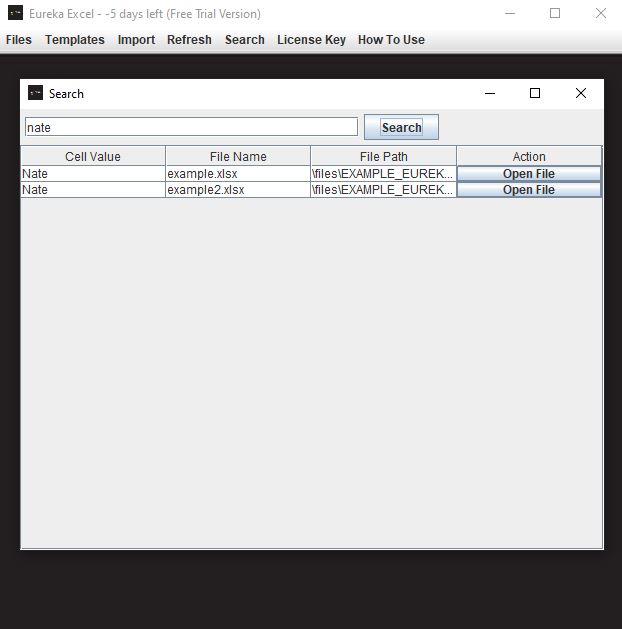 Eureka Excel - -5 days left (Free Trial Version)
Files Templates Import Refresh Search License Key How To Use
Search
nate Search
Cell Value File Name File Path Action
Nate example.xlsx \files\EXAMPLE_EUREK... Open File
Nate example2.xlsx \files\EXAMPLE_EUREK... Open File